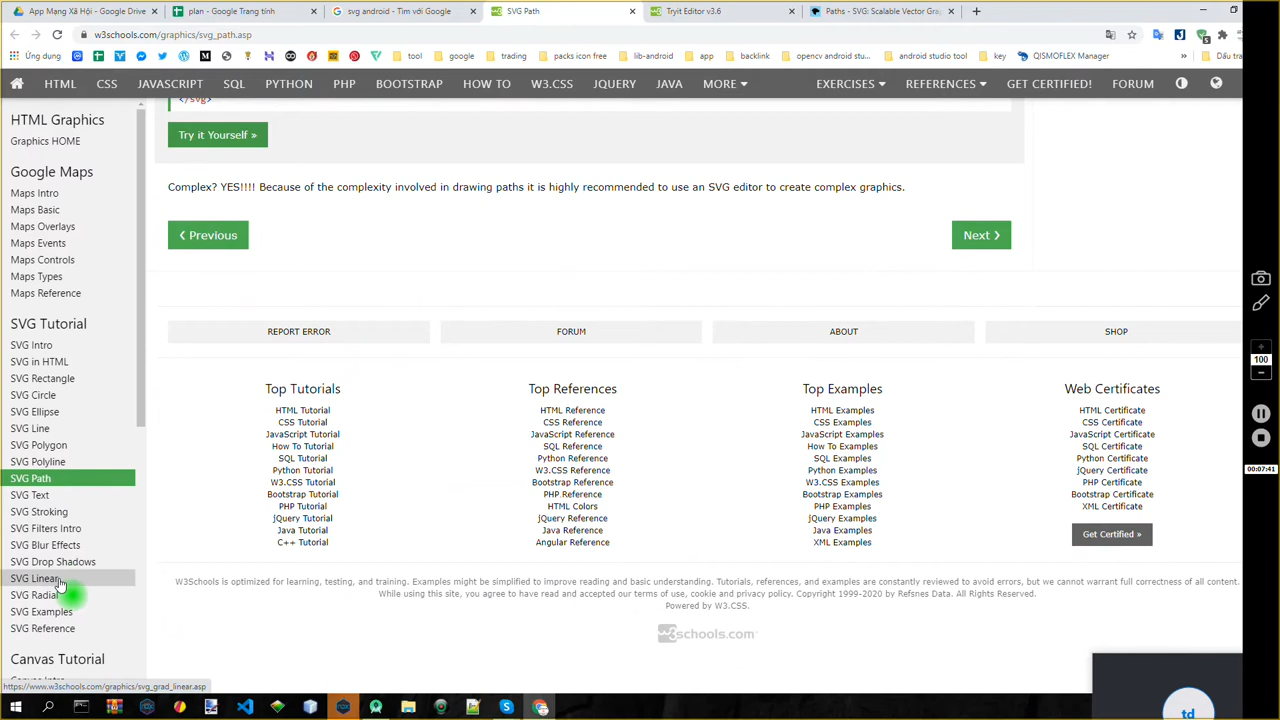 App Mạng Xã Hội - Google Drive
plan - Google Trang tính
svg android - Tìm với Google
SVG Path
Tryit Editor v3.6
Paths - SVG: Scalable Vector Gra
w3schools.com/graphics/svg_path.asp
Ứng dụng
tool
google
trading
packs icon free
lib-android
app
backlink
opencv android stu...
android studio tool
key
QISMOFLEX Manager
Dấu tra
HTML CSS JAVASCRIPT SQL PYTHON PHP BOOTSTRAP HOW TO W3.CSS JQUERY JAVA MORE EXERCISES REFERENCES GET CERTIFIED! FORUM
HTML Graphics
Graphics HOME
Google Maps
Maps Intro
Maps Basic
Maps Overlays
Maps Events
Maps Controls
Maps Types
Maps Reference
SVG Tutorial
SVG Intro
SVG in HTML
SVG Rectangle
SVG Circle
SVG Ellipse
SVG Line
SVG Polygon
SVG Polyline
SVG Path
SVG Text
SVG Stroking
SVG Filters Intro
SVG Blur Effects
SVG Drop Shadows
SVG Linear
SVG Radial
SVG Examples
SVG Reference
Canvas Tutorial
https://www.w3schools.com/graphics/svg_grad_linear.asp
</svg>
Try it Yourself »
Complex? YES!!!! Because of the complexity involved in drawing paths it is highly recommended to use an SVG editor to create complex graphics.
❮ Previous
Next ❯
REPORT ERROR
FORUM
ABOUT
SHOP
Top Tutorials
HTML Tutorial
CSS Tutorial
JavaScript Tutorial
How To Tutorial
SQL Tutorial
Python Tutorial
W3.CSS Tutorial
Bootstrap Tutorial
PHP Tutorial
jQuery Tutorial
Java Tutorial
C++ Tutorial
Top References
HTML Reference
CSS Reference
JavaScript Reference
SQL Reference
Python Reference
W3.CSS Reference
Bootstrap Reference
PHP Reference
HTML Colors
jQuery Reference
Java Reference
Angular Reference
Top Examples
HTML Examples
CSS Examples
JavaScript Examples
How To Examples
SQL Examples
Python Examples
W3.CSS Examples
Bootstrap Examples
PHP Examples
jQuery Examples
Java Examples
XML Examples
Web Certificates
HTML Certificate
CSS Certificate
JavaScript Certificate
SQL Certificate
Python Certificate
jQuery Certificate
PHP Certificate
Bootstrap Certificate
XML Certificate
Get Certified »
W3Schools is optimized for learning, testing, and training. Examples might be simplified to improve reading and basic understanding. Tutorials, references, and examples are constantly reviewed to avoid errors, but we cannot warrant full correctness of all content.
While using this site, you agree to have read and accepted our terms of use, cookie and privacy policy. Copyright 1999-2020 by Refsnes Data. All Rights Reserved.
Powered by W3.CSS.
w3schools.com
100
00:07:41
td